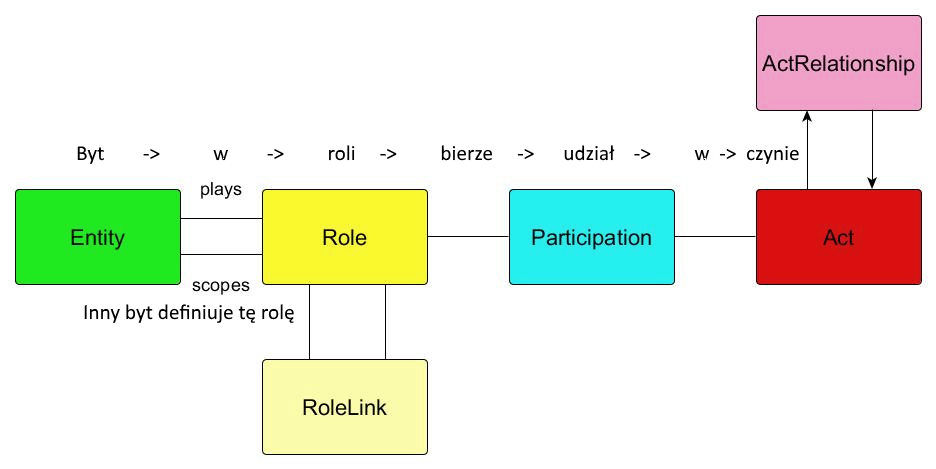 ActRelationship
Byt -> w -> roli -> bierze -> udział -> w -> czynie
plays
Entity Role Participation Act
scopes
Inny byt definiuje tę rolę
RoleLink